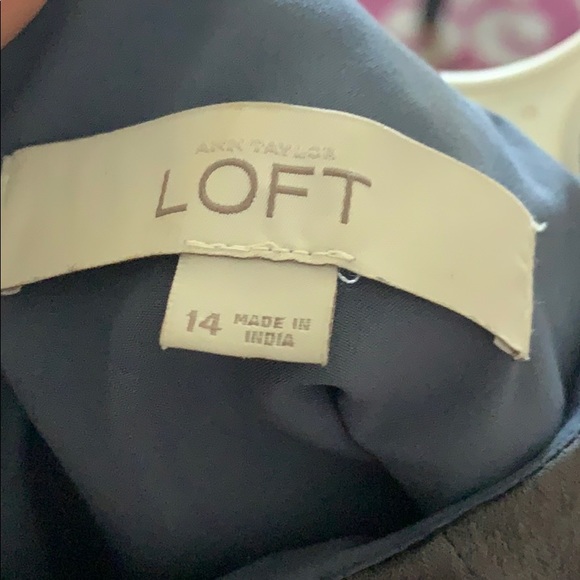 ANN TAYLOR
LOFT
14 MADE IN
INDIA